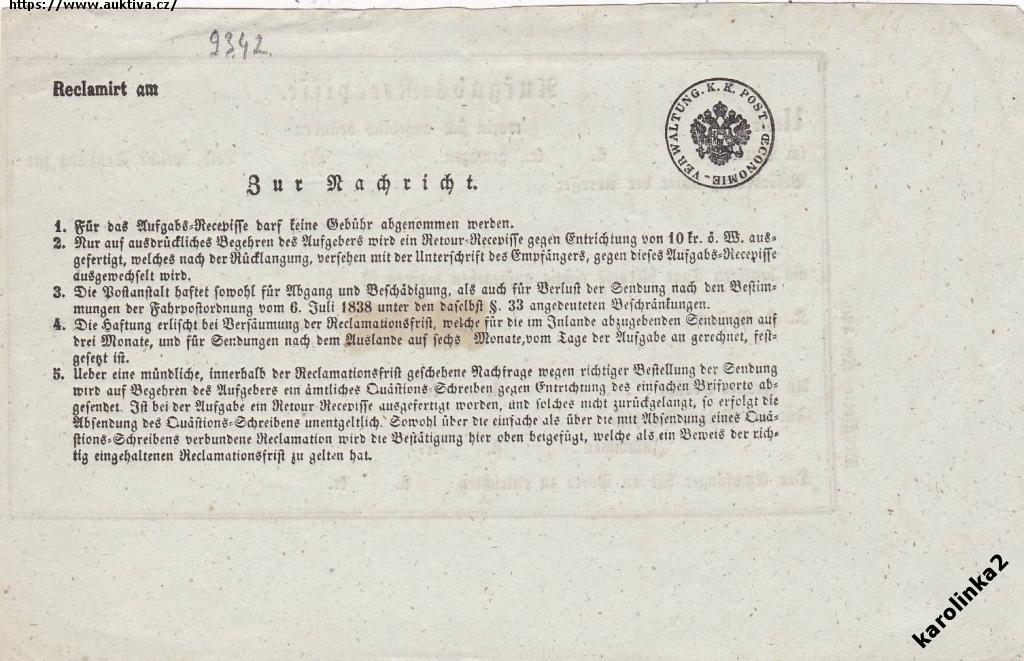 https://www.auktiva.cz/
9342.
Reclamirt am
VERWALTUNG. K. K. POST-ŒCONOMIE-
Zur Nachricht.
1. Für das Aufgabs-Recepisse darf keine Gebühr abgenommen werden.
2. Nur auf ausdrückliches Begehren des Aufgebers wird ein Retour-Recepisse gegen Entrichtung von 10 kr. ö. W. aus-
gefertigt, welches nach der Rücklangung, versehen mit der Unterschrift des Empfängers, gegen dieses Aufgabs-Recepisse
ausgewechselt wird.
3. Die Postanstalt haftet sowohl für Abgang und Beschädigung, als auch für Verlust der Sendung nach den Bestim-
mungen der Fahrpostordnung vom 6. Juli 1838 unter den daselbst §. 33 angedeuteten Beschränkungen.
4. Die Haftung erlischt bei Versäumung der Reclamationsfrist, welche für die im Inlande abzugebenden Sendungen auf
drei Monate, und für Sendungen nach dem Auslande auf sechs Monate, vom Tage der Aufgabe an gerechnet, fest-
gesetzt ist.
5. Ueber eine mündliche, innerhalb der Reclamationsfrist geschehene Nachfrage wegen richtiger Bestellung der Sendung
wird auf Begehren des Aufgebers ein ämtliches Quästions-Schreiben gegen Entrichtung des einfachen Brifporto ab-
gesendet. Ist bei der Aufgabe ein Retour Recepisse ausgefertigt worden, und solches nicht zurückgelangt, so erfolgt die
Absendung des Quästions-Schreibens unentgeltlich. Sowohl über die einfache als über die mit Absendung eines Quä-
stions-Schreibens verbundene Reclamation wird die Bestätigung hier oben beigefügt, welche als ein Beweis der rich-
tig eingehaltenen Reclamationsfrist zu gelten hat.
karolinka2